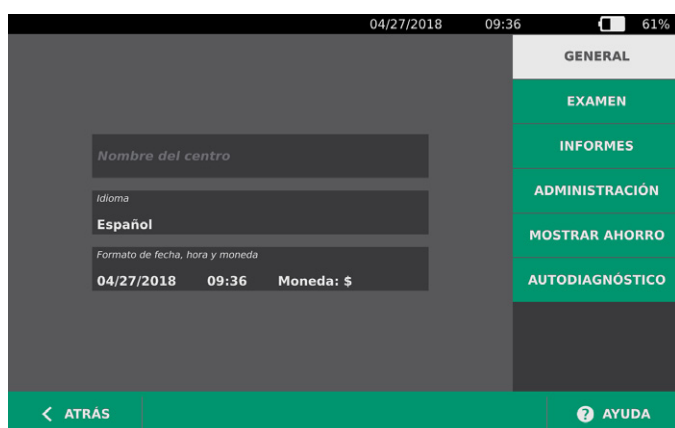 04/27/2018 09:36 61%
GENERAL
EXAMEN
INFORMES
ADMINISTRACIÓN
MOSTRAR AHORRO
AUTODIAGNÓSTICO
Nombre del centro
Idioma
Español
Formato de fecha, hora y moneda
04/27/2018 09:36 Moneda: $
ATRÁS
? AYUDA